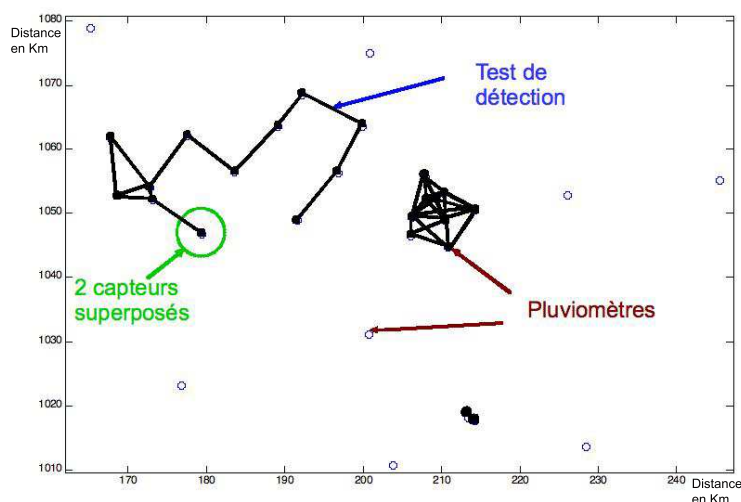 Distance
en Km
1080
1070
1060
1050
1040
1030
1020
1010
Test de
détection
2 capteurs
superposés
Pluviomètres
170 180 190 200 210 220 230 240
Distance
en Km